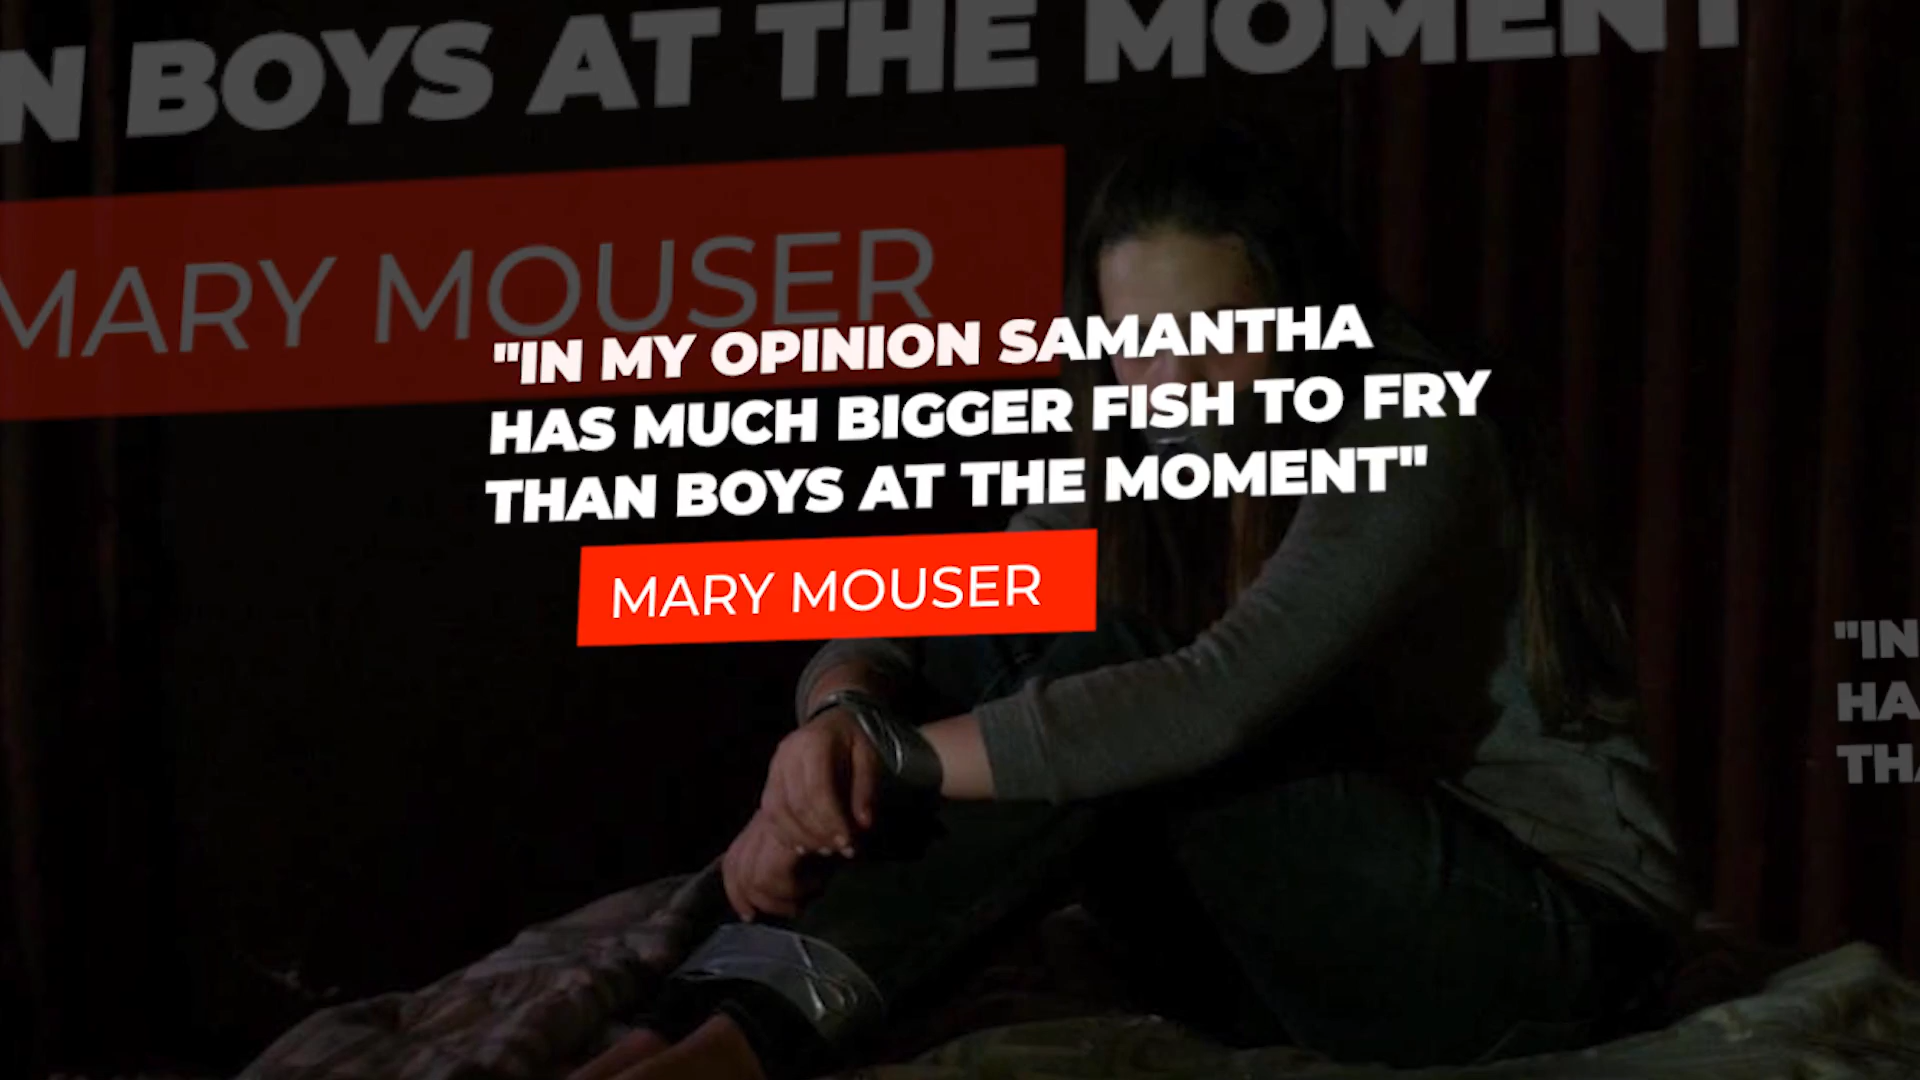 N BOYS AT THE MOMENT
MARY MOUSER
"IN MY OPINION SAMANTHA
HAS MUCH BIGGER FISH TO FRY
THAN BOYS AT THE MOMENT"
MARY MOUSER
"IN
HA
THA